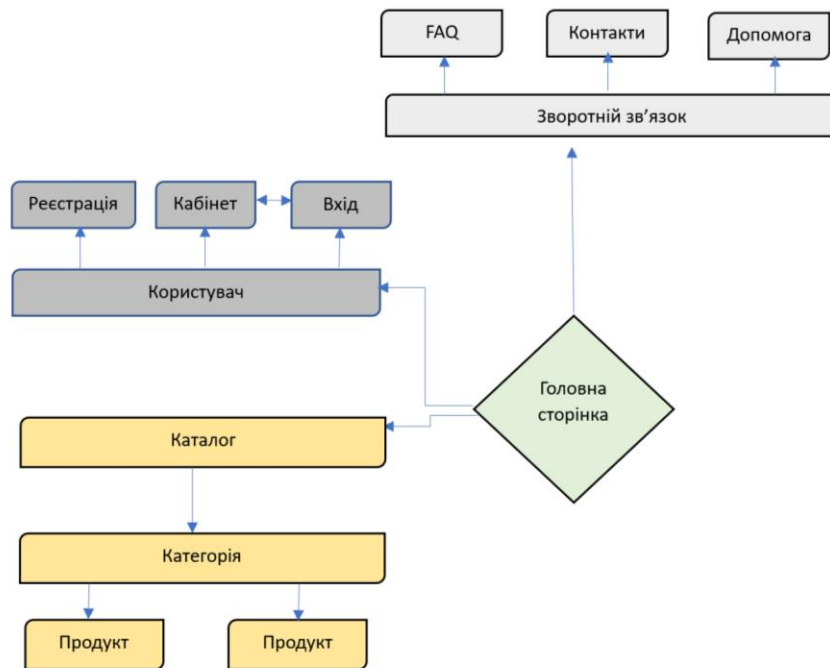 FAQ
Контакти
Допомога
Зворотній зв’язок
Реєстрація
Кабінет
Вхід
Користувач
Головна
сторінка
Каталог
Категорія
Продукт
Продукт